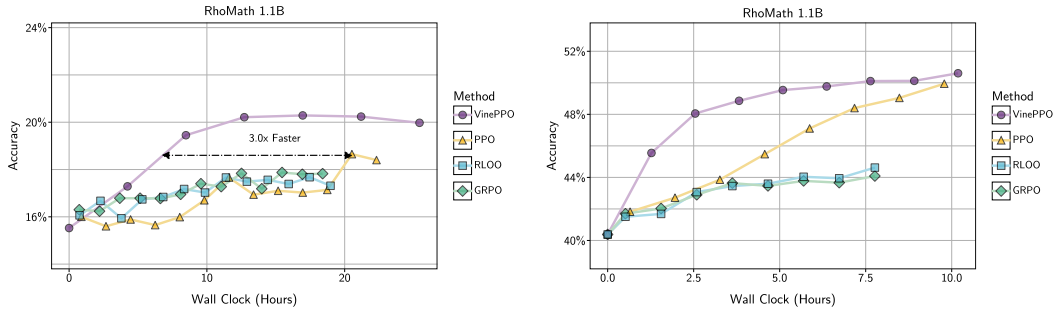 RhoMath 1.1B
24%
20%
16%
Accuracy
3.0x Faster
0
10
20
Wall Clock (Hours)
Method
VinePPO
PPO
RLOO
GRPO
RhoMath 1.1B
52%
48%
44%
40%
Accuracy
0.0
2.5
5.0
7.5
10.0
Wall Clock (Hours)
Method
VinePPO
PPO
RLOO
GRPO